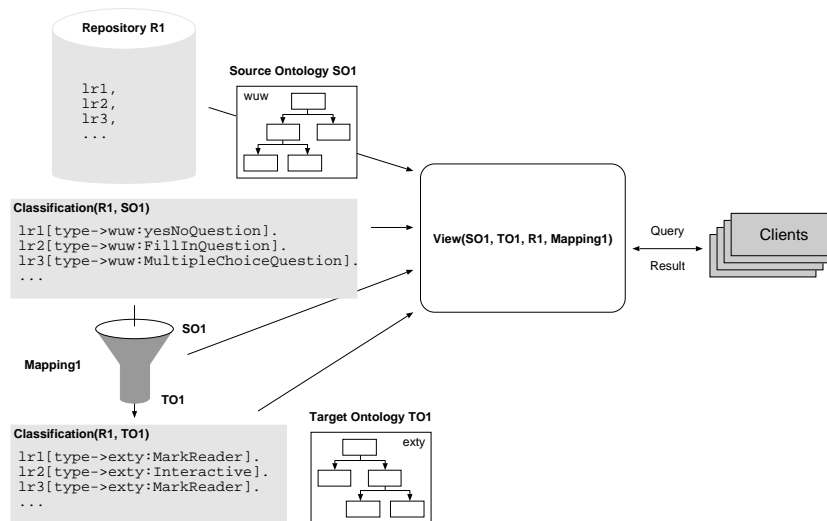 Repository R1
lr1,
lr2,
lr3,
...
Source Ontology SO1
wuw
Classification(R1, SO1)
lr1[type->wuw:yesNoQuestion].
lr2[type->wuw:FillInQuestion].
lr3[type->wuw:MultipleChoiceQuestion].
...
View(SO1, TO1, R1, Mapping1)
Query
Result
Clients
SO1
Mapping1
TO1
Classification(R1, TO1)
lr1[type->exty:MarkReader].
lr2[type->exty:Interactive].
lr3[type->exty:MarkReader].
...
Target Ontology TO1
exty